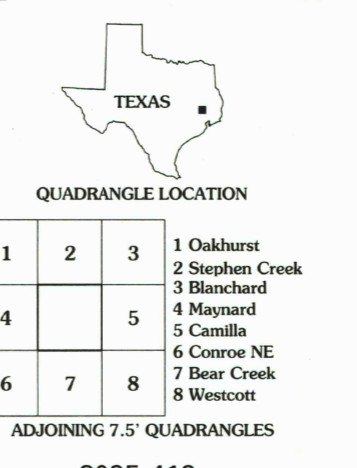 TEXAS
QUADRANGLE LOCATION
1 2 3
4 5
6 7 8
1 Oakhurst
2 Stephen Creek
3 Blanchard
4 Maynard
5 Camilla
6 Conroe NE
7 Bear Creek
8 Westcott
ADJOINING 7.5' QUADRANGLES